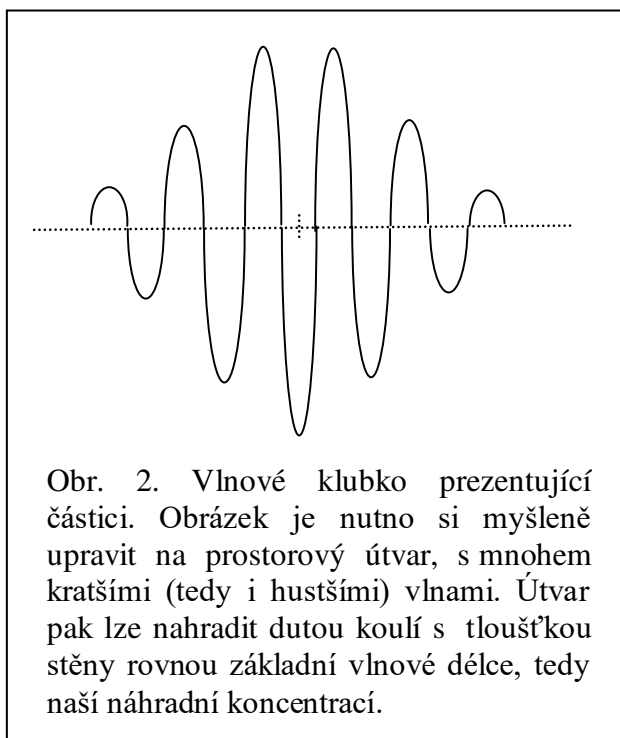 Obr. 2. Vlnové klubko prezentující
částici. Obrázek je nutno si myšleně
upravit na prostorový útvar, s mnohem
kratšími (tedy i hustšími) vlnami. Útvar
pak lze nahradit dutou koulí s tloušťkou
stěny rovnou základní vlnové délce, tedy
naší náhradní koncentrací.